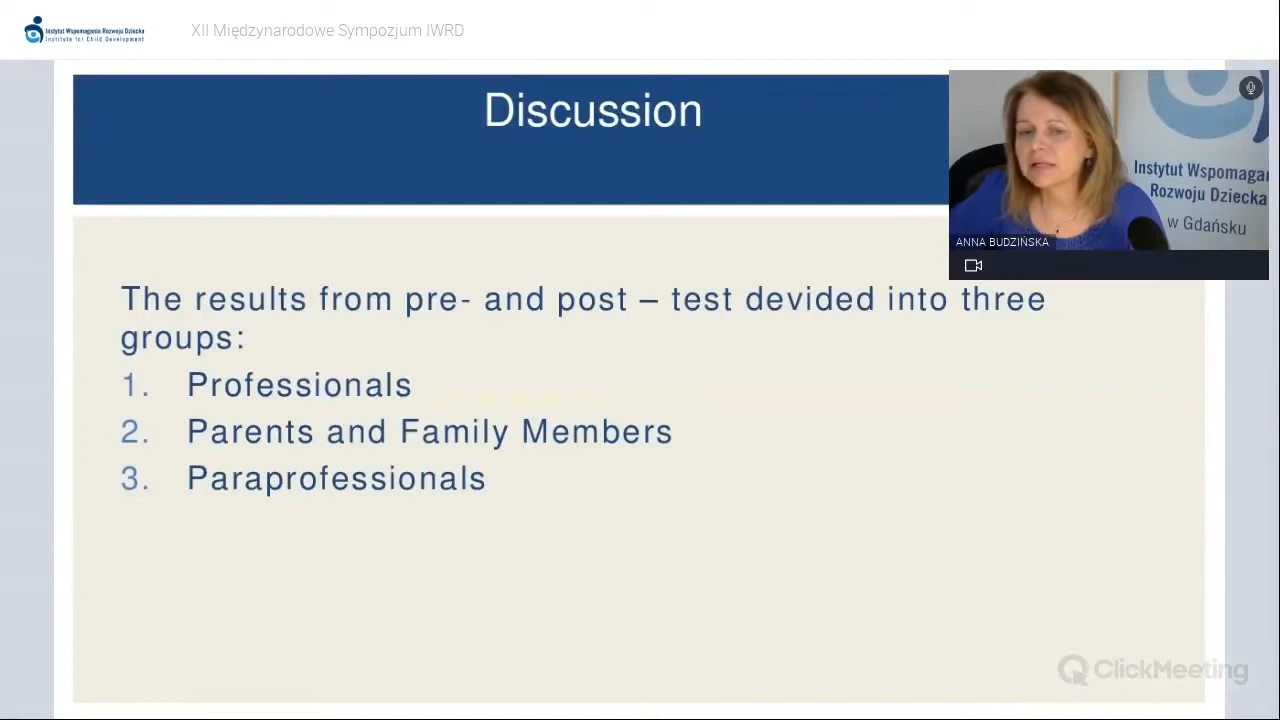 Instytut Wspomagania Rozwoju Dziecka
Institute for Child Development
XII Międzynarodowe Sympozjum IWRD
Discussion
Instytut Wspomagan
Rozwoju Dziecka
w Gdańsku
ANNA BUDZIŃSKA
The results from pre- and post – test devided into three
groups:
1. Professionals
2. Parents and Family Members
3. Paraprofessionals
ClickMeeting